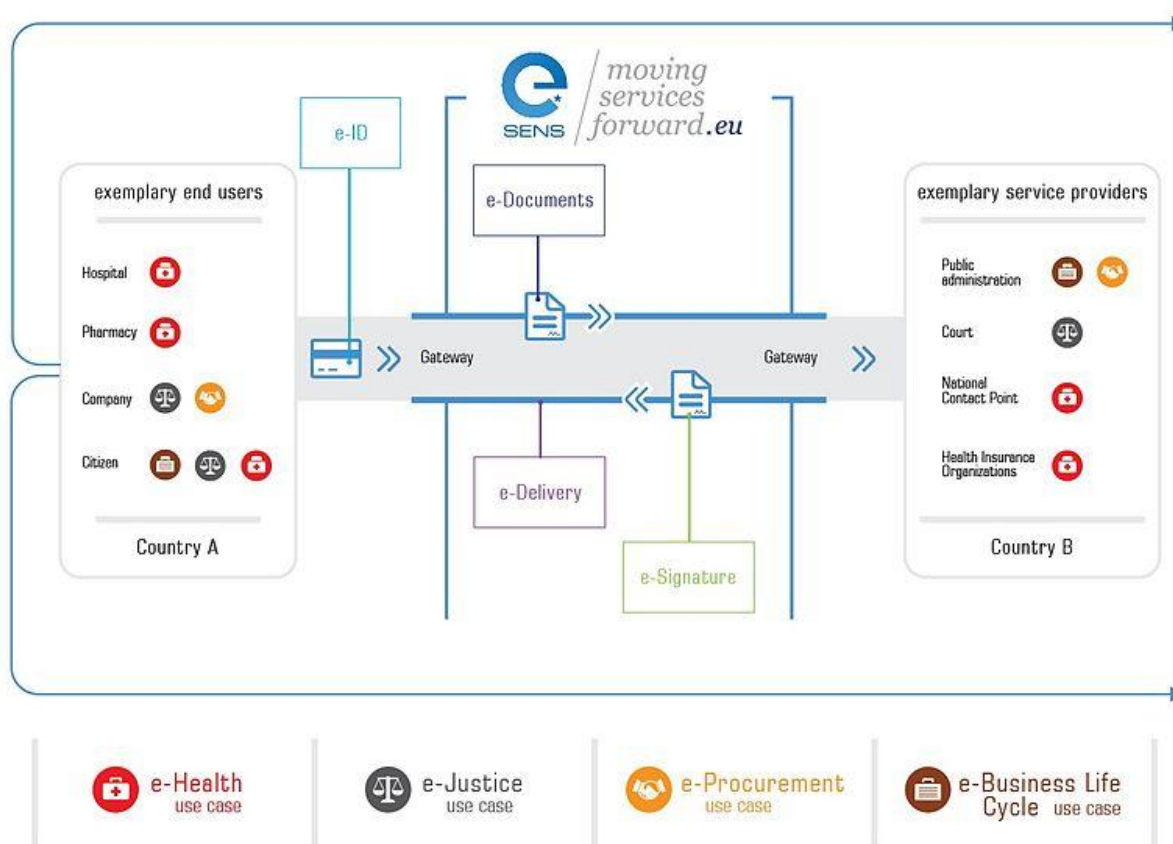 e
SENS
moving
services
forward.eu
e-ID
e-Documents
exemplary end users
Hospital
Pharmacy
Company
Citizen
Country A
Gateway
Gateway
e-Delivery
e-Signature
exemplary service providers
Public
administration
Court
National
Contact Point
Health Insurance
Organizations
Country B
e-Health
use case
e-Justice
use case
e-Procurement
use case
e-Business Life
Cycle use case